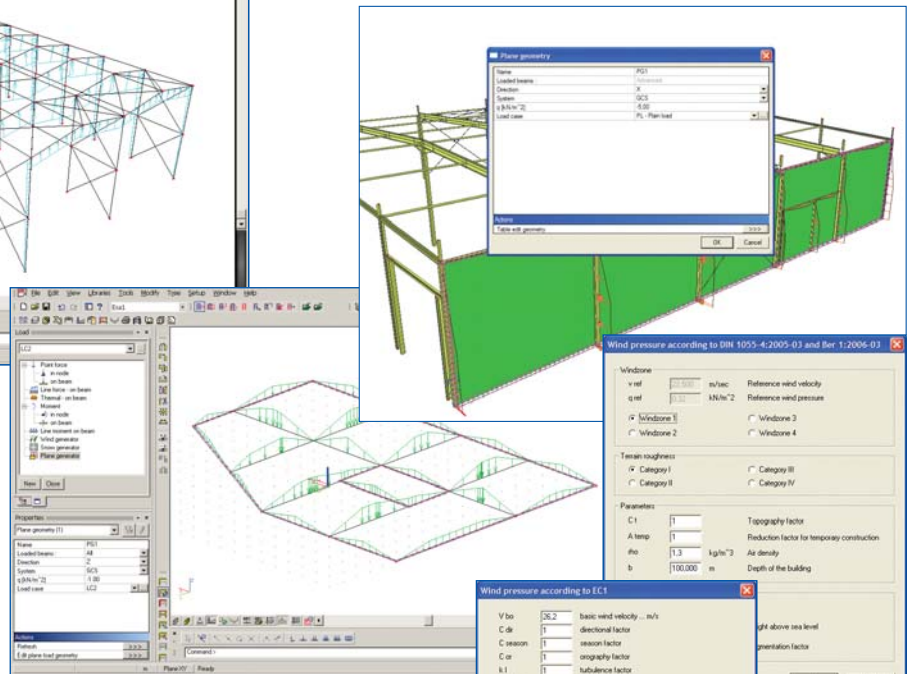 Plane geometry
Name PG1
Loaded beams: Advanced
Direction X
System GCS
q [kN/m^2] -5.00
Load case PL - Plain load
Actions
Table edit geometry >>>
OK Cancel
File Edit View Libraries Tools Modify Tree Setup Window Help
Esa1
Load
LC2
Point force
in node
on beam
Line force - on beam
Thermal - on beam
Moment
in node
on beam
Line moment on beam
Wind generator
Snow generator
Plane generator
New Close
Properties
Plane geometry (1)
Name PG1
Loaded beams: All
Direction Z
System GCS
q [kN/m^2] -1.00
Load case LC2
Actions
Refresh >>>
Edit plane load geometry >>>
Command >
m Plane XY Ready
Wind pressure according to DIN 1055-4:2005-03 and Ber 1:2006-03
Windzone
v ref m/sec Reference wind velocity
q ref 0.32 kN/m^2 Reference wind pressure
Windzone 1 Windzone 3
Windzone 2 Windzone 4
Terrain roughness
Category I Category III
Category II Category IV
Parameters
C t 1 Topography factor
A temp 1 Reduction factor for temporary construction
rho 1.3 kg/m^3 Air density
b 100,000 m Depth of the building
ght above sea level
gmentation factor
Wind pressure according to EC1
V bo 26.2 basic wind velocity ... m/s
C dir 1 directional factor
C season 1 season factor
C or 1 orography factor
k l 1 turbulence factor